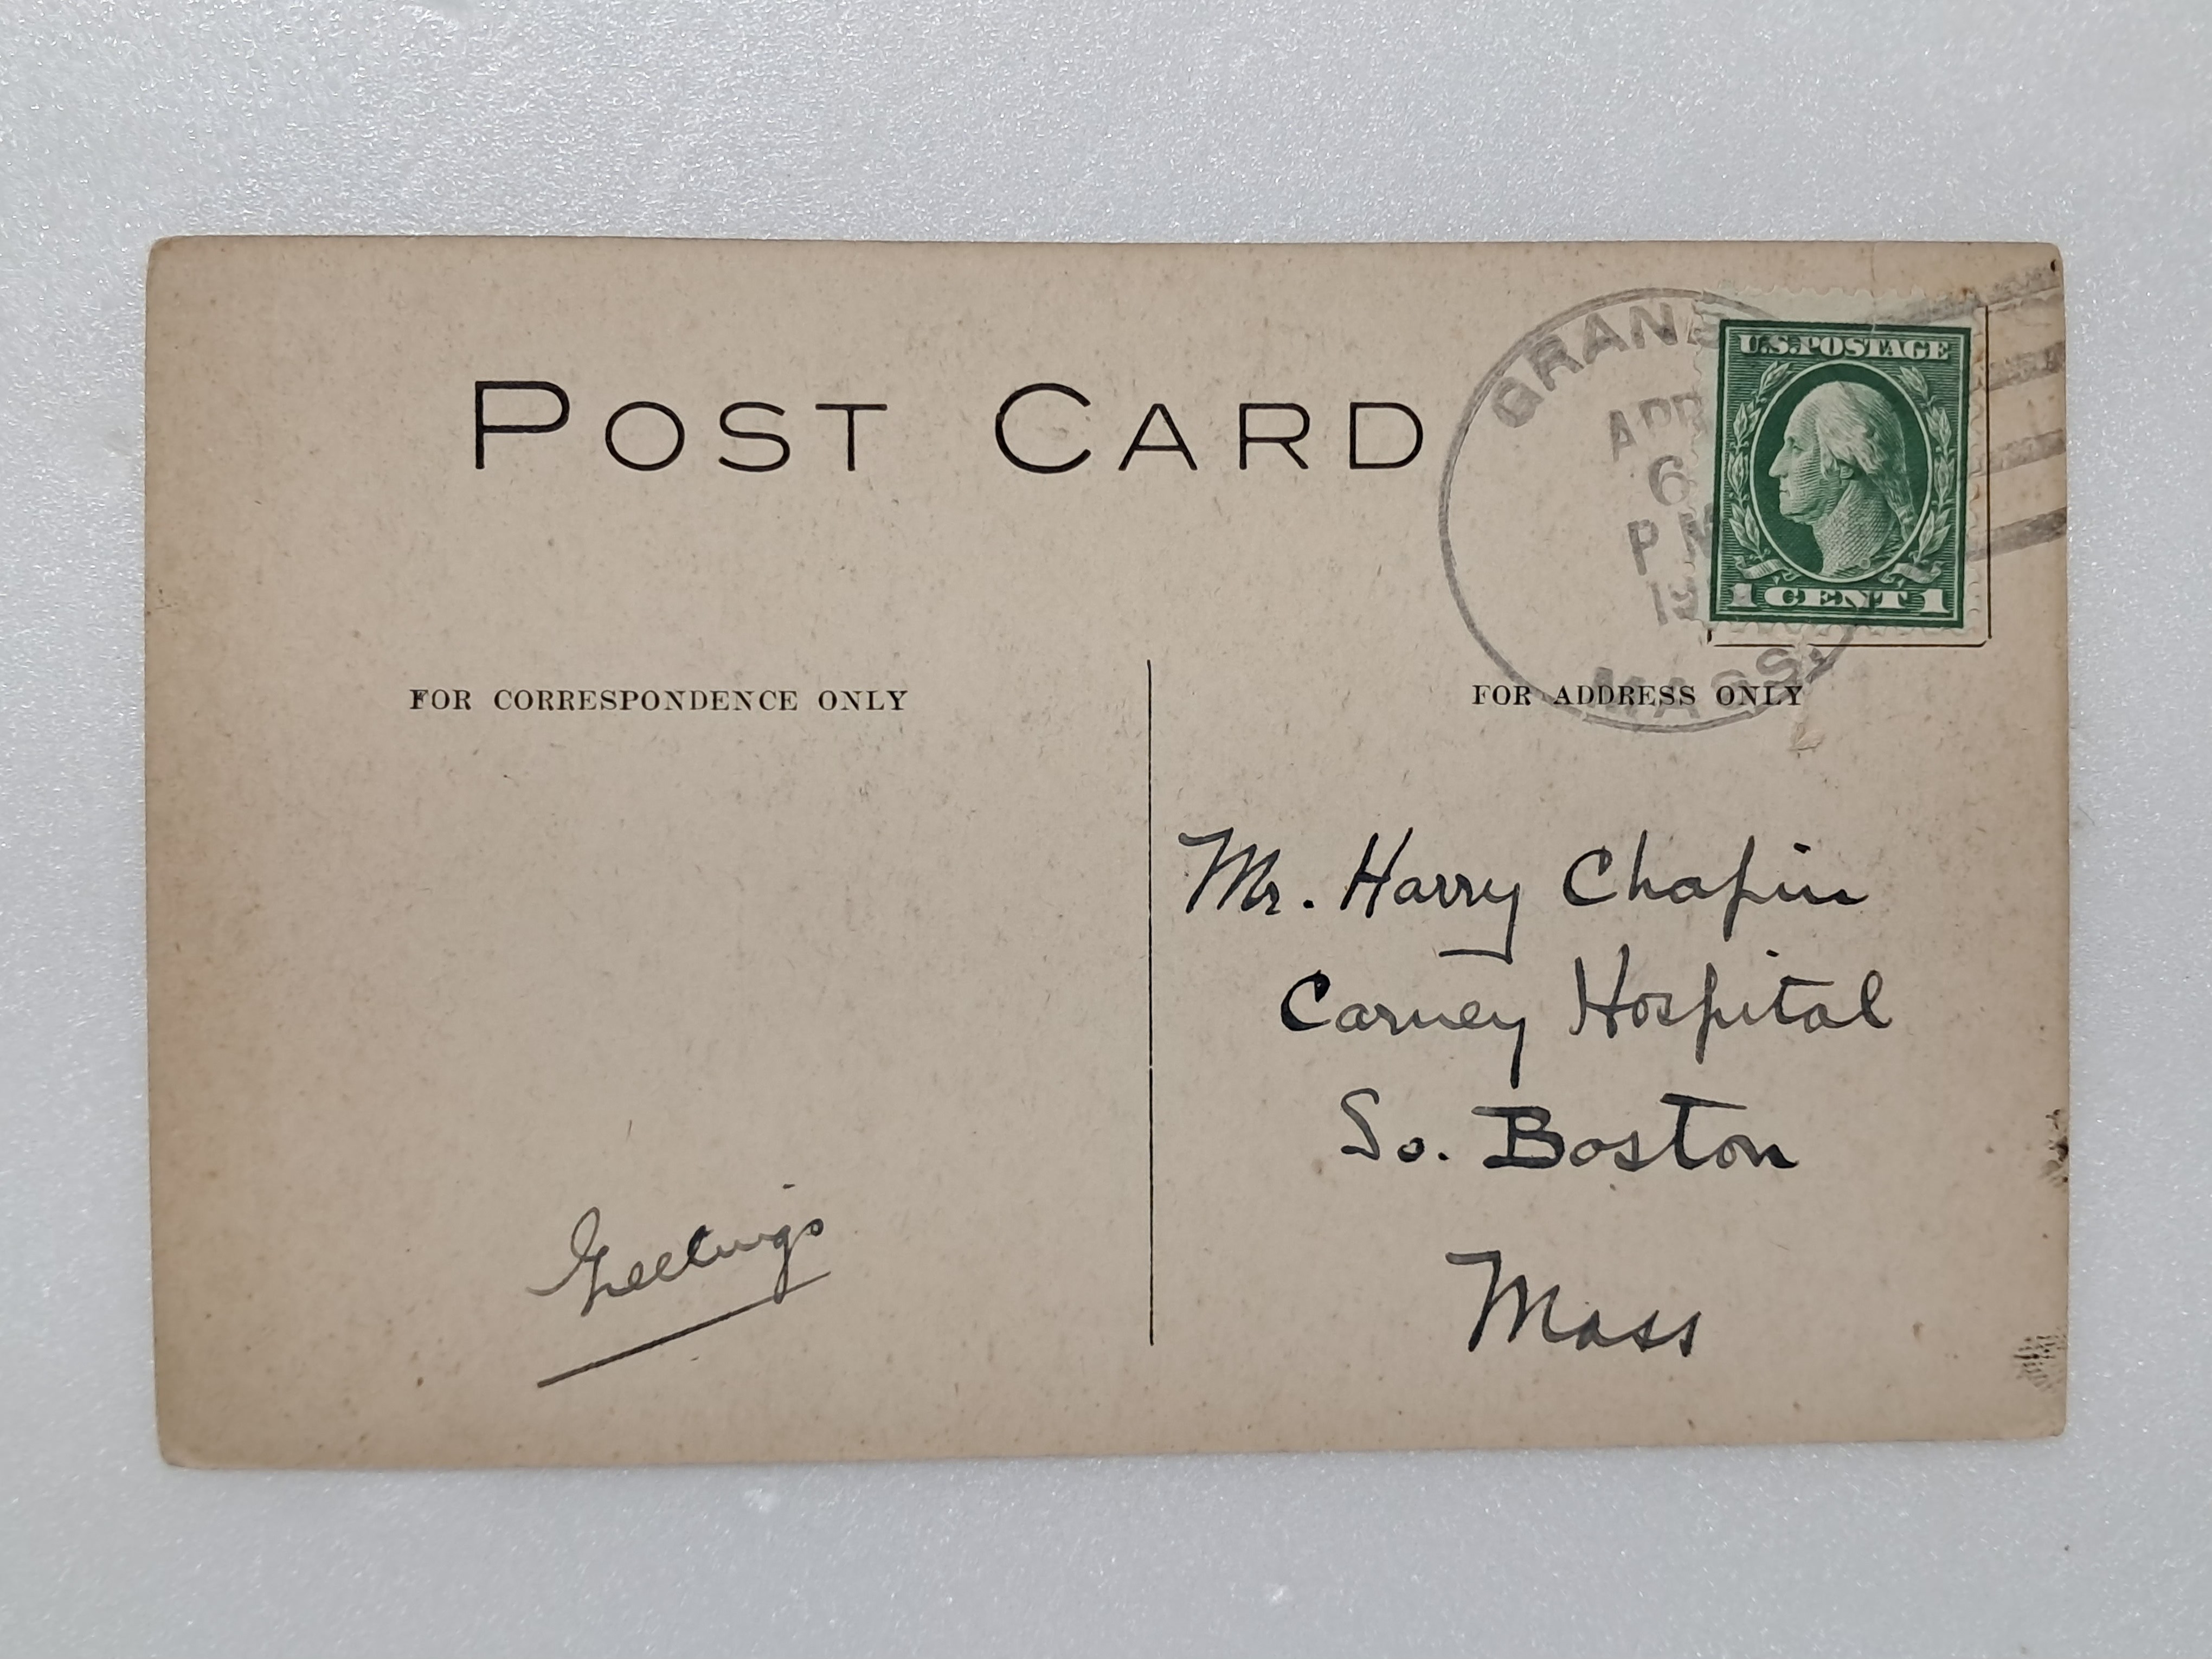 POST CARD
GRAN
APR
6
P M
19
MASS.
U.S. POSTAGE
1 CENT 1
FOR CORRESPONDENCE ONLY
FOR ADDRESS ONLY
Mr. Harry Chapin
Carney Hospital
So. Boston
Mass
Greetings